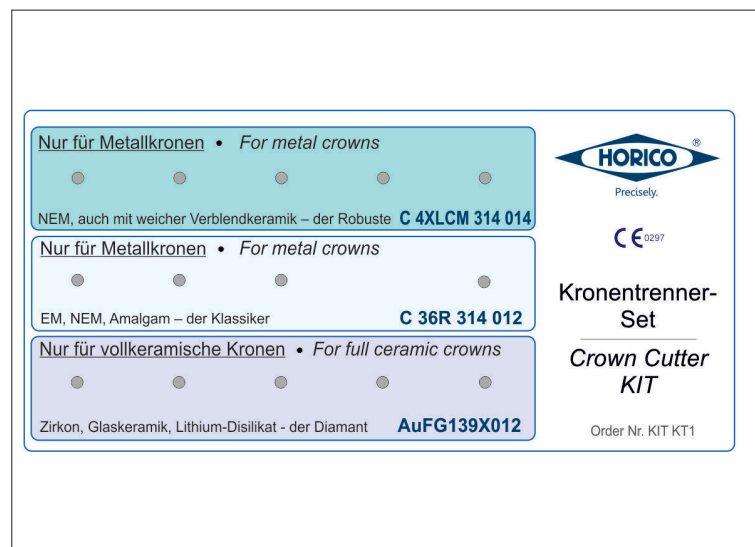 Nur für Metallkronen • For metal crowns
NEM, auch mit weicher Verblendkeramik – der Robuste C 4XLCM 314 014
Nur für Metallkronen • For metal crowns
EM, NEM, Amalgam – der Klassiker C 36R 314 012
Nur für vollkeramische Kronen • For full ceramic crowns
Zirkon, Glaskeramik, Lithium-Disilikat - der Diamant AuFG139X012
HORICO ®
Precisely.
CE 0297
Kronentrenner-
Set
Crown Cutter
KIT
Order Nr. KIT KT1